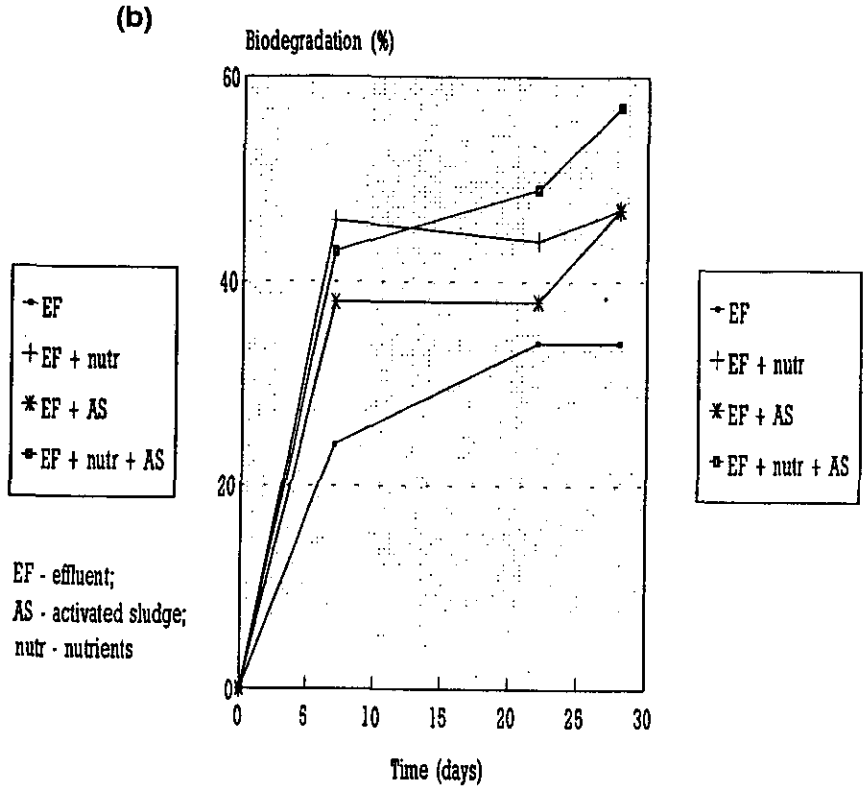 (b)
Biodegradation (%)
60
40
20
0
0 5 10 15 20 25 30
Time (days)
EF
EF + nutr
EF + AS
EF + nutr + AS
EF - effluent;
AS - activated sludge;
nutr - nutrients
EF
EF + nutr
EF + AS
EF + nutr + AS